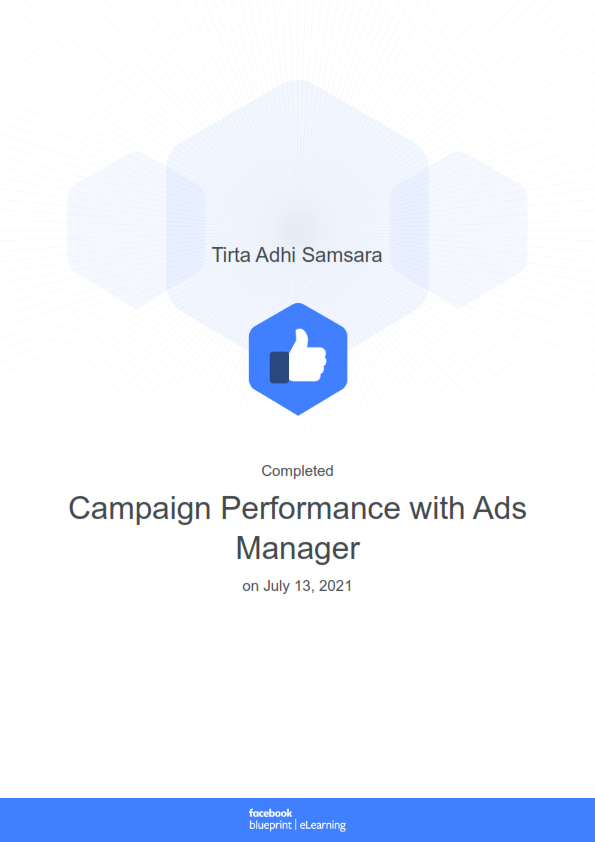 Tirta Adhi Samsara
Completed
Campaign Performance with Ads
Manager
on July 13, 2021
facebook
blueprint | eLearning